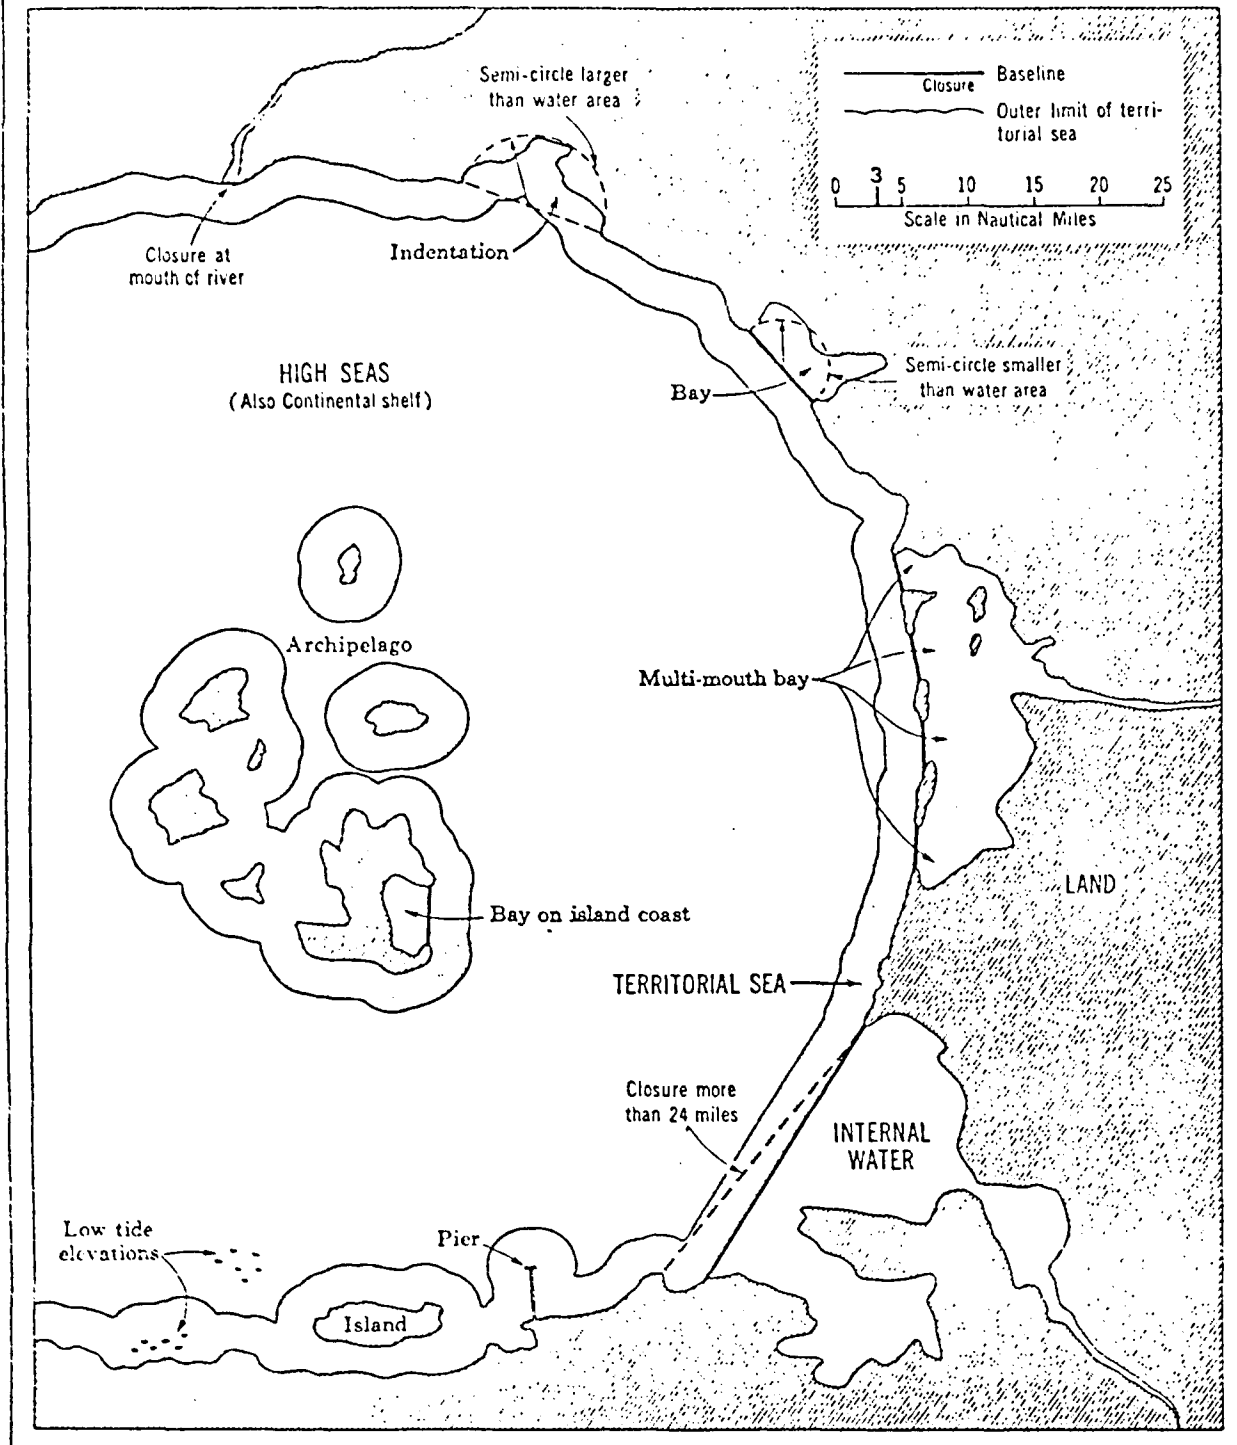 Semi-circle larger
than water area
Baseline
Closure
Outer limit of terri-
torial sea
0 3 5 10 15 20 25
Scale in Nautical Miles
Closure at
mouth of river
Indentation
HIGH SEAS
(Also Continental shelf)
Bay
Semi-circle smaller
than water area
Archipelago
Multi-mouth bay
LAND
Bay on island coast
TERRITORIAL SEA
Closure more
than 24 miles
INTERNAL
WATER
Low tide
elevations
Pier
Island